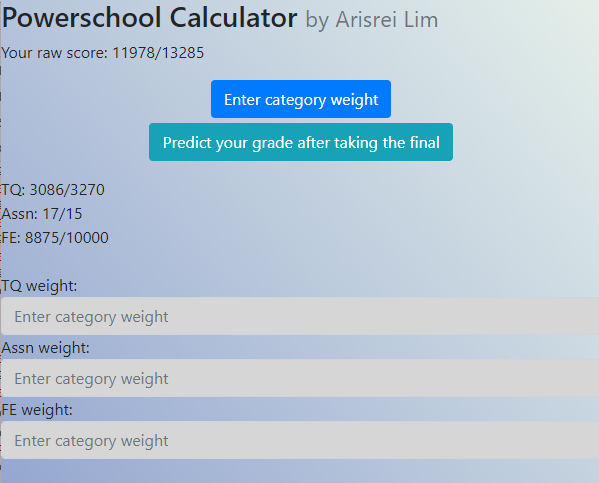 Powerschool Calculator by Arisrei Lim
Your raw score: 11978/13285
Enter category weight
Predict your grade after taking the final
TQ: 3086/3270
Assn: 17/15
FE: 8875/10000
TQ weight:
Enter category weight
Assn weight:
Enter category weight
FE weight:
Enter category weight